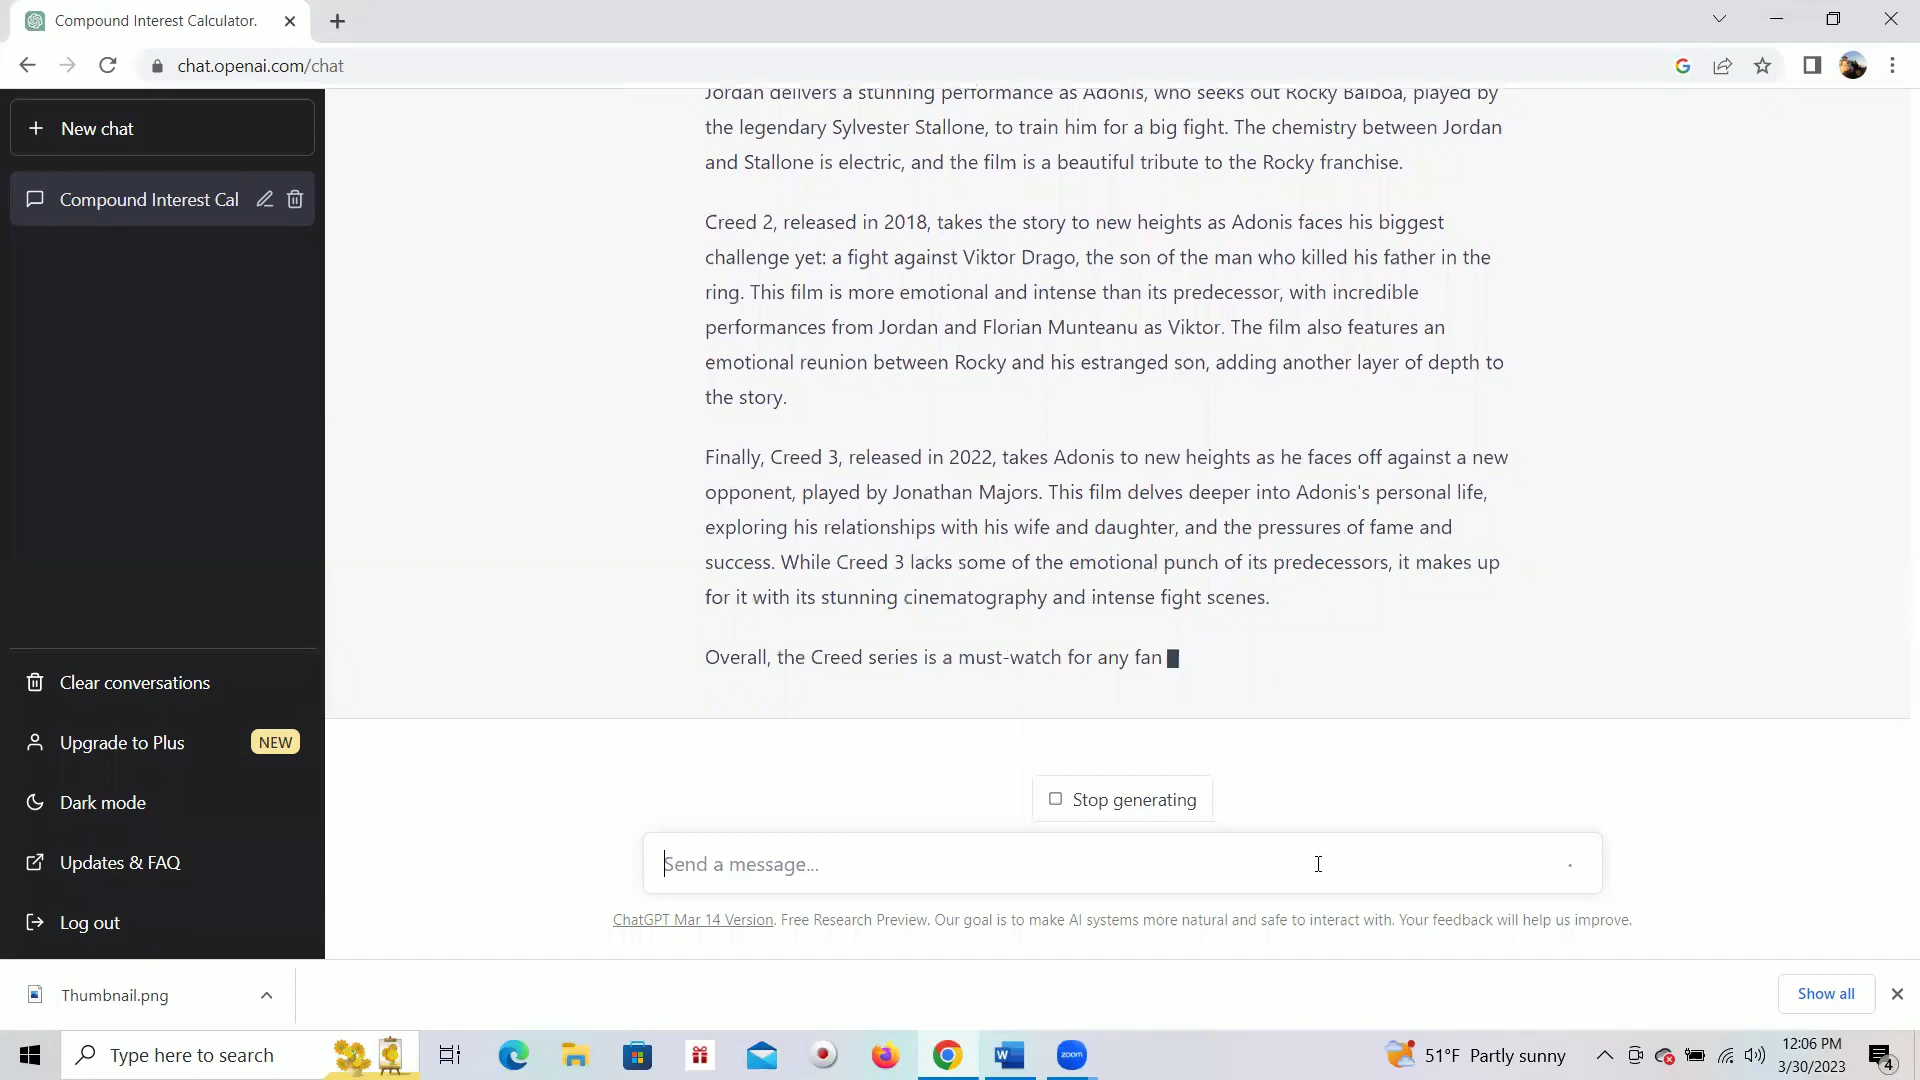 Compound Interest Calculator.
chat.openai.com/chat
New chat
Compound Interest Cal
Jordan delivers a stunning performance as Adonis, who seeks out Rocky Balboa, played by
the legendary Sylvester Stallone, to train him for a big fight. The chemistry between Jordan
and Stallone is electric, and the film is a beautiful tribute to the Rocky franchise.
Creed 2, released in 2018, takes the story to new heights as Adonis faces his biggest
challenge yet: a fight against Viktor Drago, the son of the man who killed his father in the
ring. This film is more emotional and intense than its predecessor, with incredible
performances from Jordan and Florian Munteanu as Viktor. The film also features an
emotional reunion between Rocky and his estranged son, adding another layer of depth to
the story.
Finally, Creed 3, released in 2022, takes Adonis to new heights as he faces off against a new
opponent, played by Jonathan Majors. This film delves deeper into Adonis's personal life,
exploring his relationships with his wife and daughter, and the pressures of fame and
success. While Creed 3 lacks some of the emotional punch of its predecessors, it makes up
for it with its stunning cinematography and intense fight scenes.
Overall, the Creed series is a must-watch for any fan
Clear conversations
Upgrade to Plus NEW
Dark mode
Updates & FAQ
Log out
Stop generating
Send a message...
ChatGPT Mar 14 Version. Free Research Preview. Our goal is to make AI systems more natural and safe to interact with. Your feedback will help us improve.
Thumbnail.png
Show all
Type here to search
zoom
51°F Partly sunny
12:06 PM
3/30/2023
4